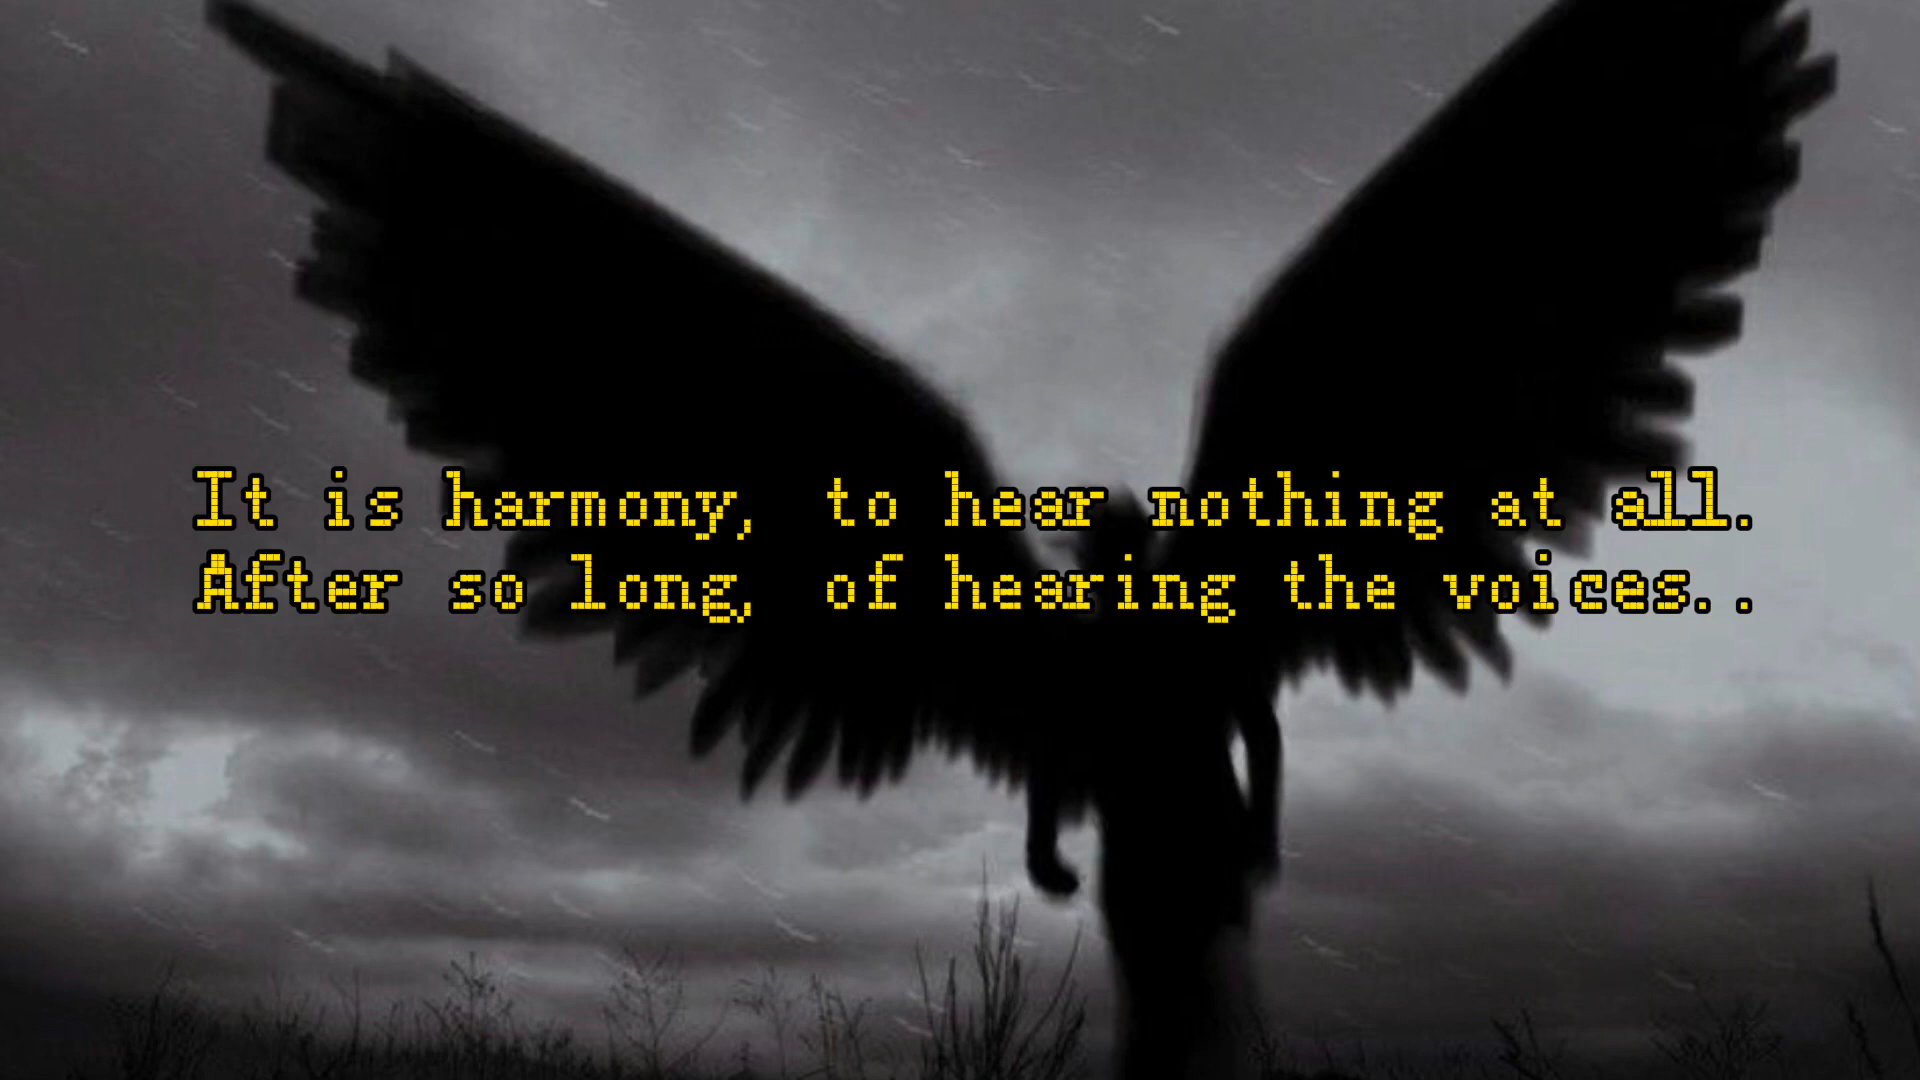 It is harmony, to hear nothing at all.
After so long, of hearing the voices..